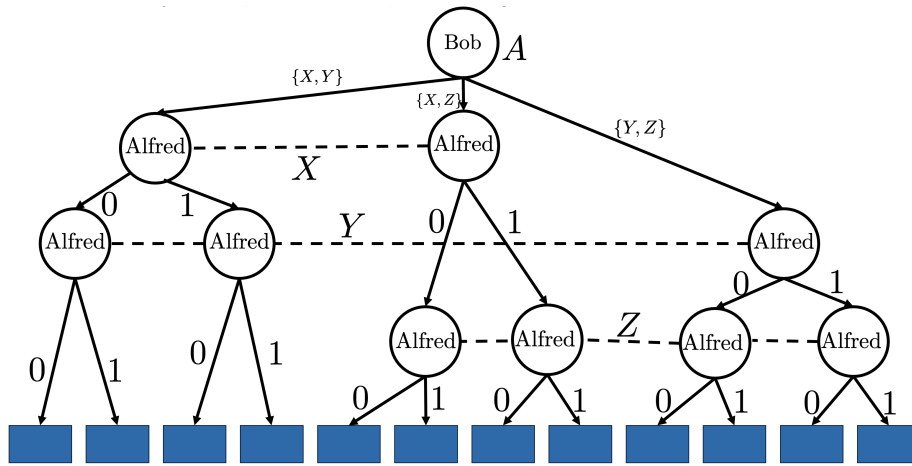 Bob A
{X, Y}
{X, Z}
{Y, Z}
Alfred Alfred
X
0 1
Alfred Alfred Y 0 1 Alfred
0 1
Alfred Alfred Z Alfred Alfred
0 1 0 1
0 1 0 1 0 1 0 1